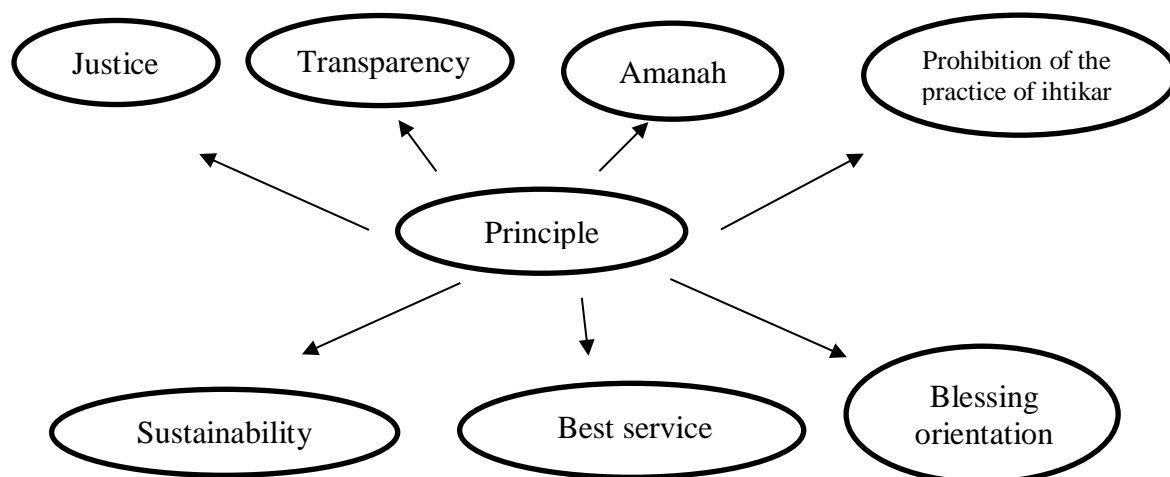 Justice
Transparency
Amanah
Prohibition of the
practice of ihtikar
Principle
Sustainability
Best service
Blessing
orientation